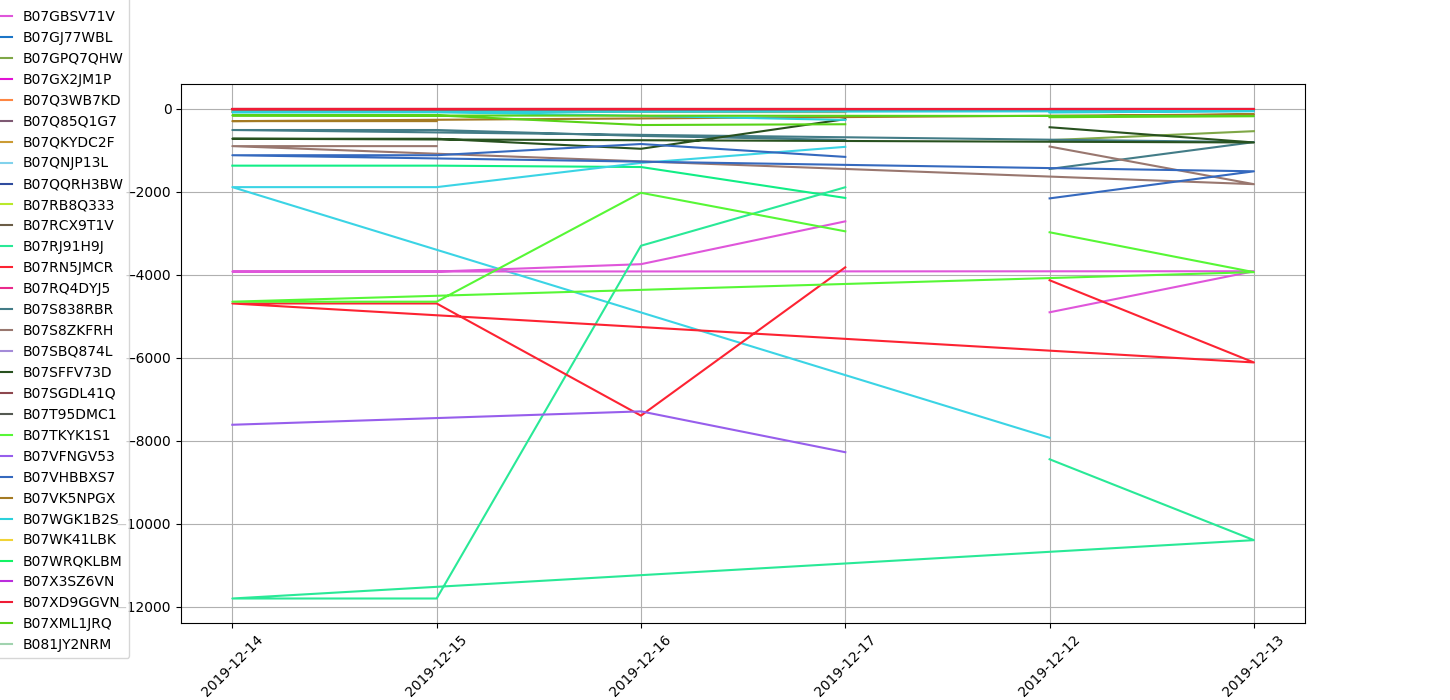 B07GBSV71V
B07GJ77WBL
B07GPQ7QHW
B07GX2JM1P
B07Q3WB7KD
B07Q85Q1G7
B07QKYDC2F
B07QNJP13L
B07QQRH3BW
B07RB8Q333
B07RCX9T1V
B07RJ91H9J
B07RN5JMCR
B07RQ4DYJ5
B07S838RBR
B07S8ZKFRH
B07SBQ874L
B07SFFV73D
B07SGDL41Q
B07T95DMC1
B07TKYK1S1
B07VFNGV53
B07VHBBXS7
B07VK5NPGX
B07WGK1B2S
B07WK41LBK
B07WRQKLBM
B07X3SZ6VN
B07XD9GGVN
B07XML1JRQ
B081JY2NRM
0
−2000
−4000
−6000
−8000
10000
12000
2019-12-14
2019-12-15
2019-12-16
2019-12-17
2019-12-12
2019-12-13